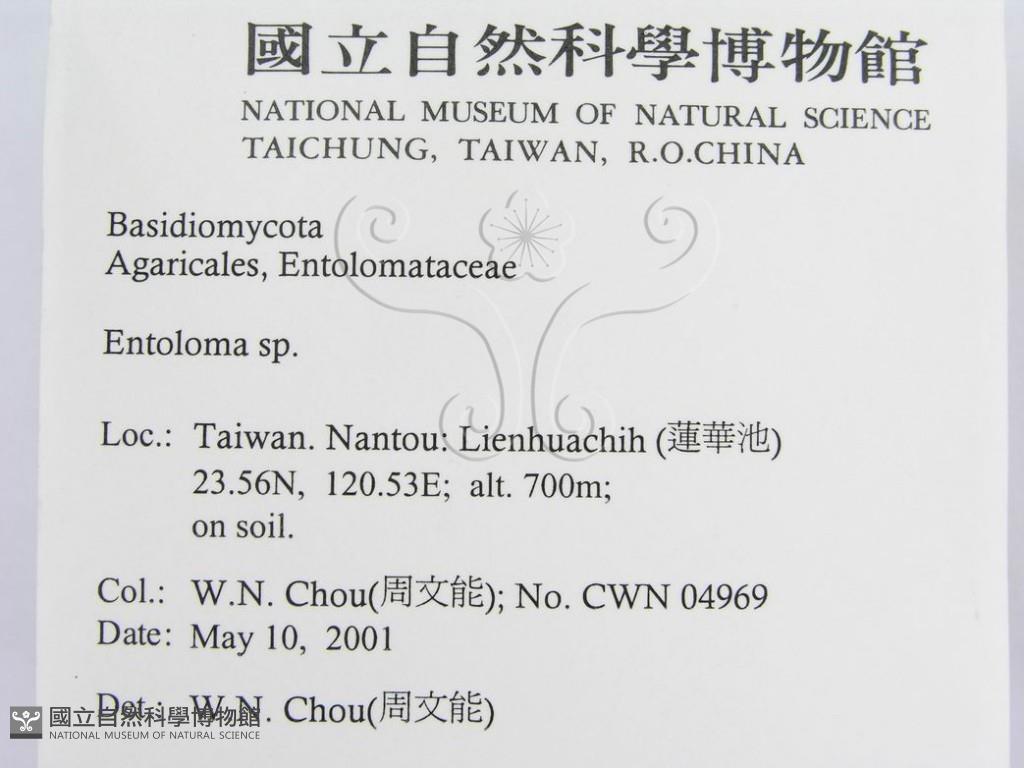 國立自然科學博物館
NATIONAL MUSEUM OF NATURAL SCIENCE
TAICHUNG, TAIWAN, R.O.CHINA
Basidiomycota
Agaricales, Entolomataceae
Entoloma sp.
Loc.: Taiwan. Nantou: Lienhuachih (蓮華池)
23.56N, 120.53E; alt. 700m;
on soil.
Col.: W.N. Chou(周文能); No. CWN 04969
Date: May 10, 2001
Det.: W.N. Chou(周文能)
國立自然科學博物館
NATIONAL MUSEUM OF NATURAL SCIENCE